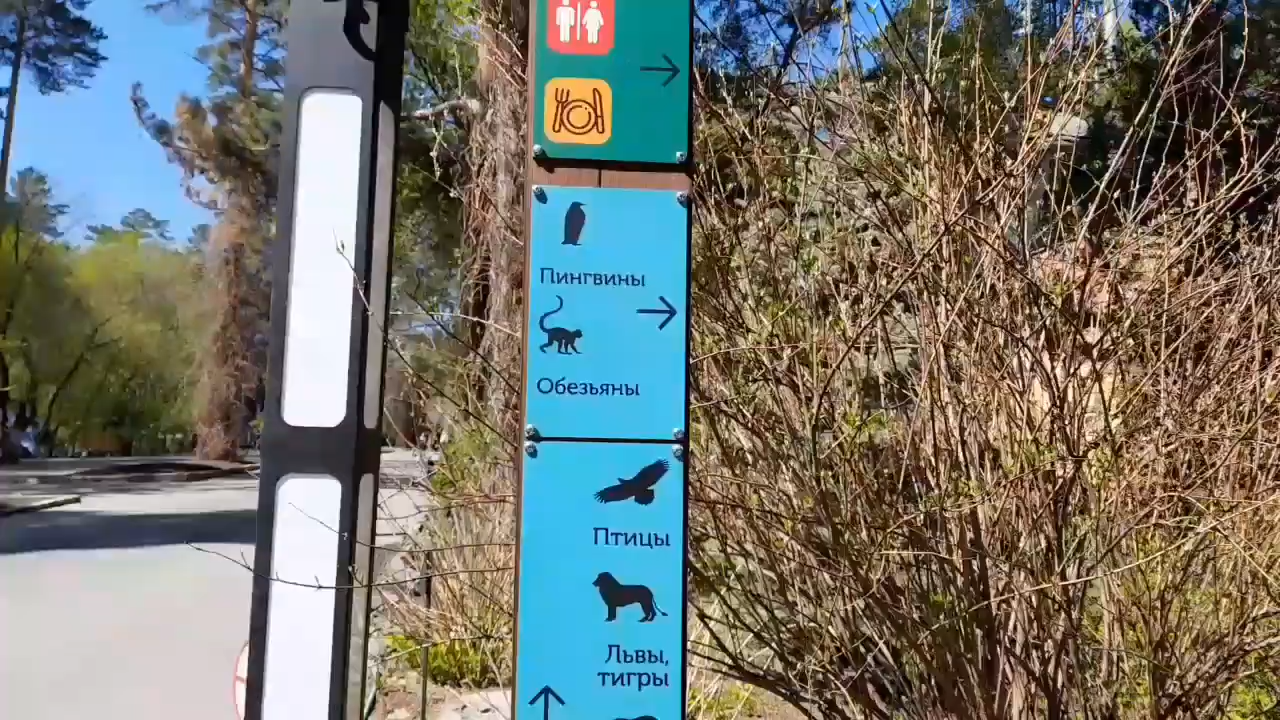 Пингвины
Обезьяны
Птицы
Львы,
тигры